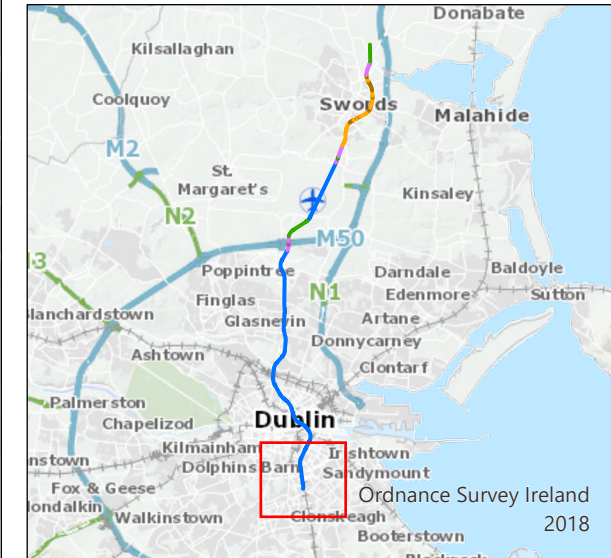 Donabate
Kilsallaghan
Coolquoy
Swords
Malahide
M2
St.
Margaret's
Kinsaley
N2
M50
Poppintree
Darndale
Baldoyle
N1
Edenmore
Sutton
Finglas
Blanchardstown
Glasnevin
Artane
Donnycarney
Ashtown
Clontarf
Palmerston
Chapelizod
Dublin
Kilmainham
Irishtown
Dolphins Barn
Sandymount
Fox & Geese
Ordnance Survey Ireland
Walkinstown
Clonskeagh
2018
Booterstown